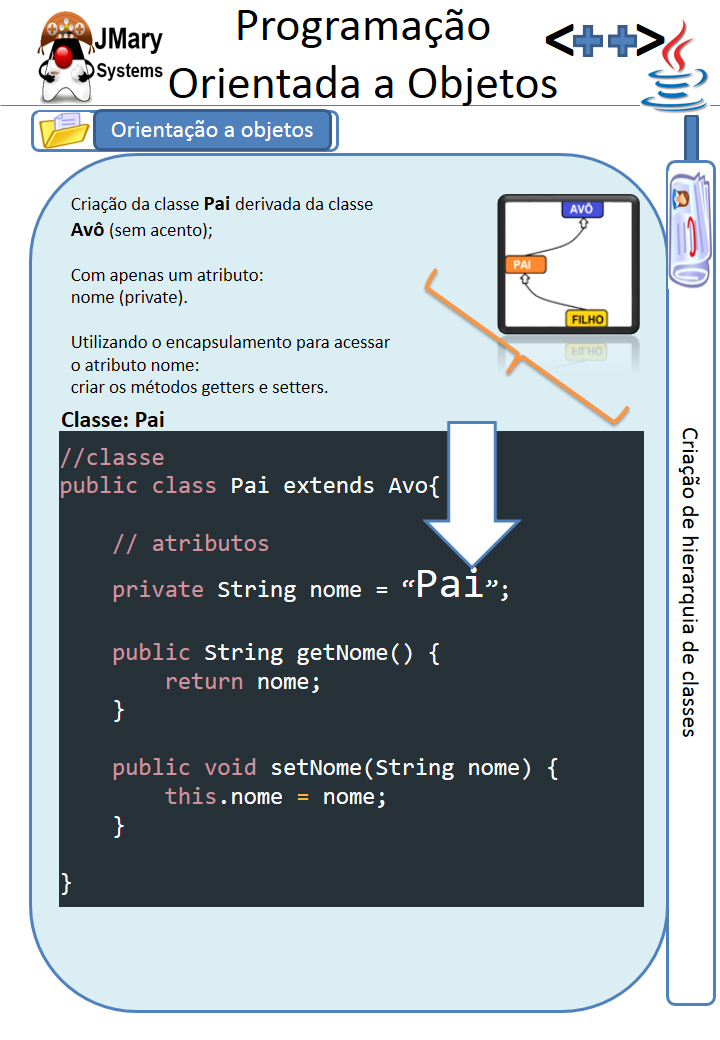 JMary
Systems
Programação
Orientada a Objetos
<++>
Orientação a objetos
Criação da classe Pai derivada da classe
Avô (sem acento);
Com apenas um atributo:
nome (private).
Utilizando o encapsulamento para acessar
o atributo nome:
criar os métodos getters e setters.
AVÔ
PAI
FILHO
Classe: Pai
//classe
public class Pai extends Avo{
// atributos
private String nome = “Pai”;
public String getNome() {
return nome;
}
public void setNome(String nome) {
this.nome = nome;
}
}
Criação de hierarquia de classes